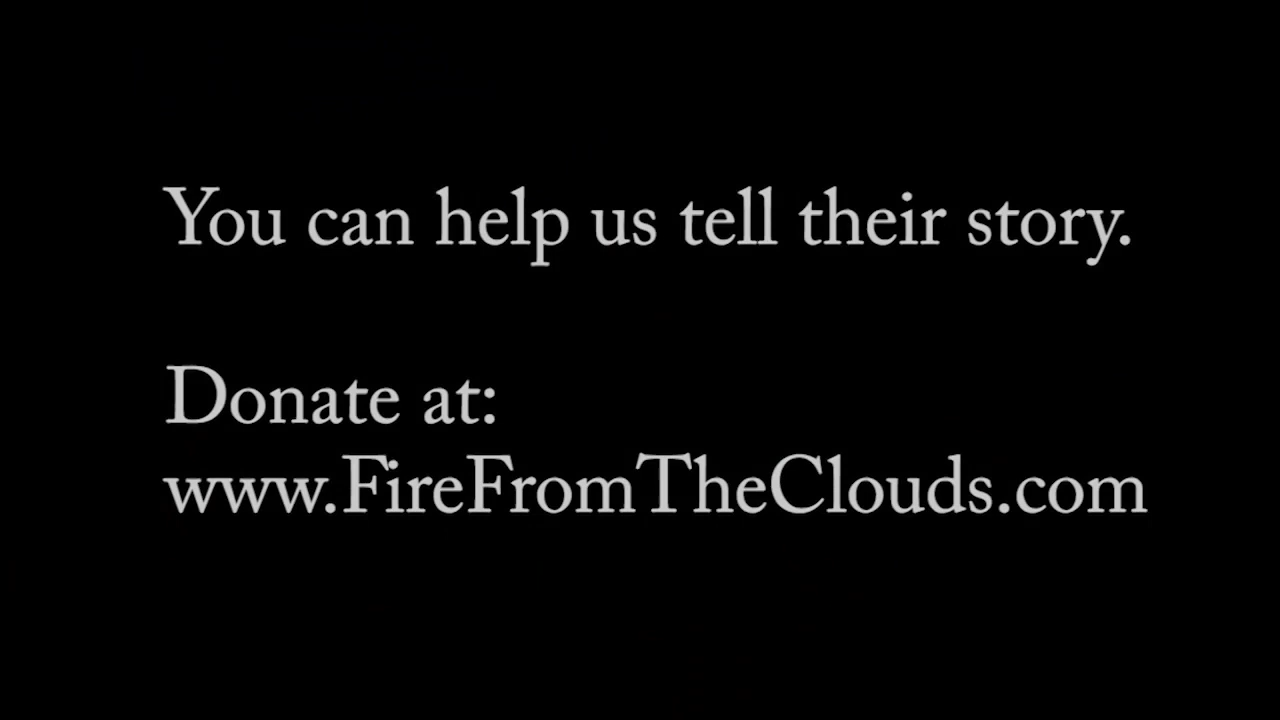 You can help us tell their story.
Donate at:
www.FireFromTheClouds.com